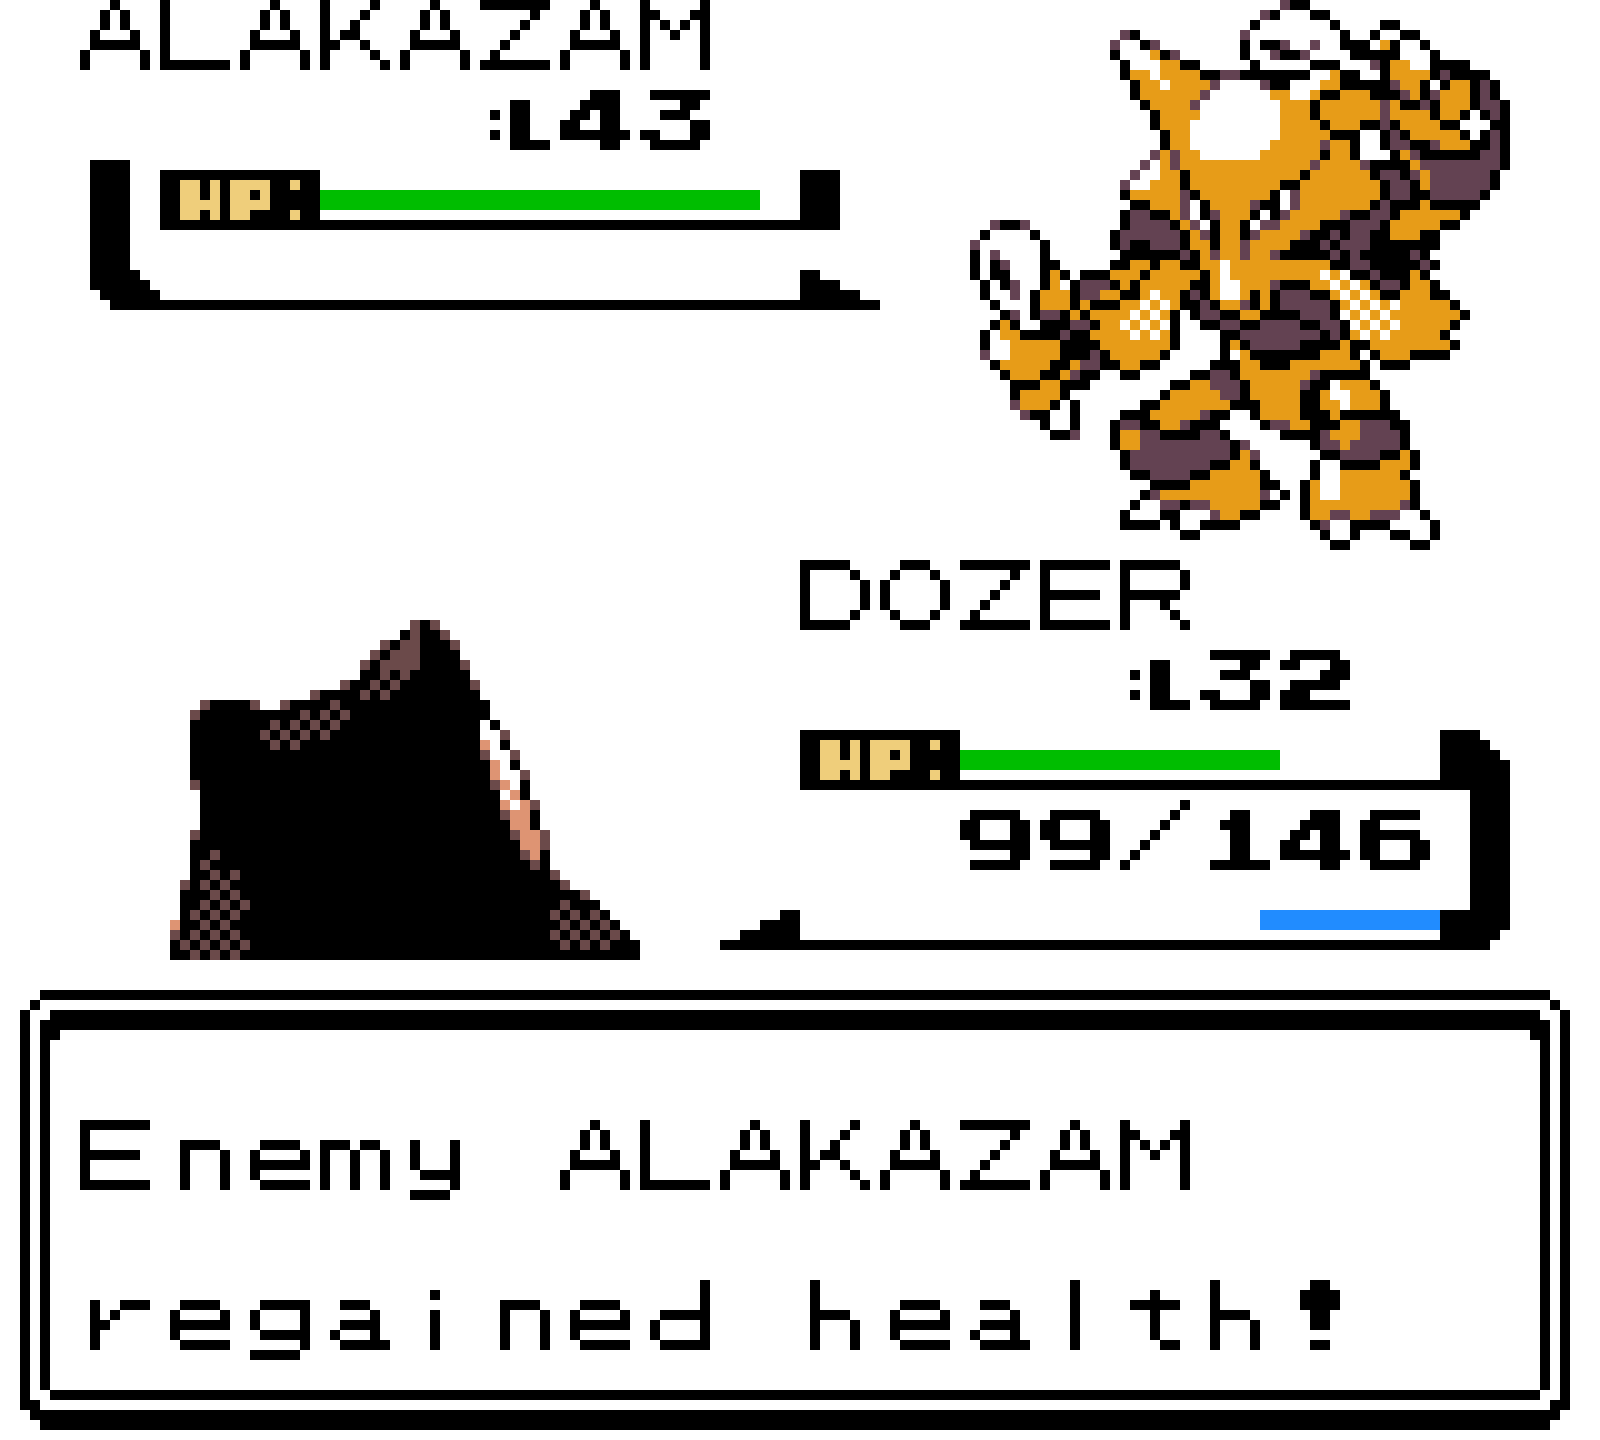 ALAKAZAM
:L43
HP:
DOZER
:L32
HP:
99/146
Enemy ALAKAZAM
regained health!